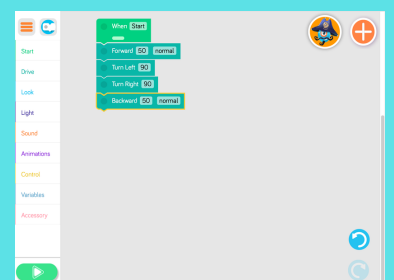 When Start
Forward 50 normal
Turn Left 90
Turn Right 90
Backward 50 normal
Start
Drive
Look
Light
Sound
Animations
Control
Variables
Accessory